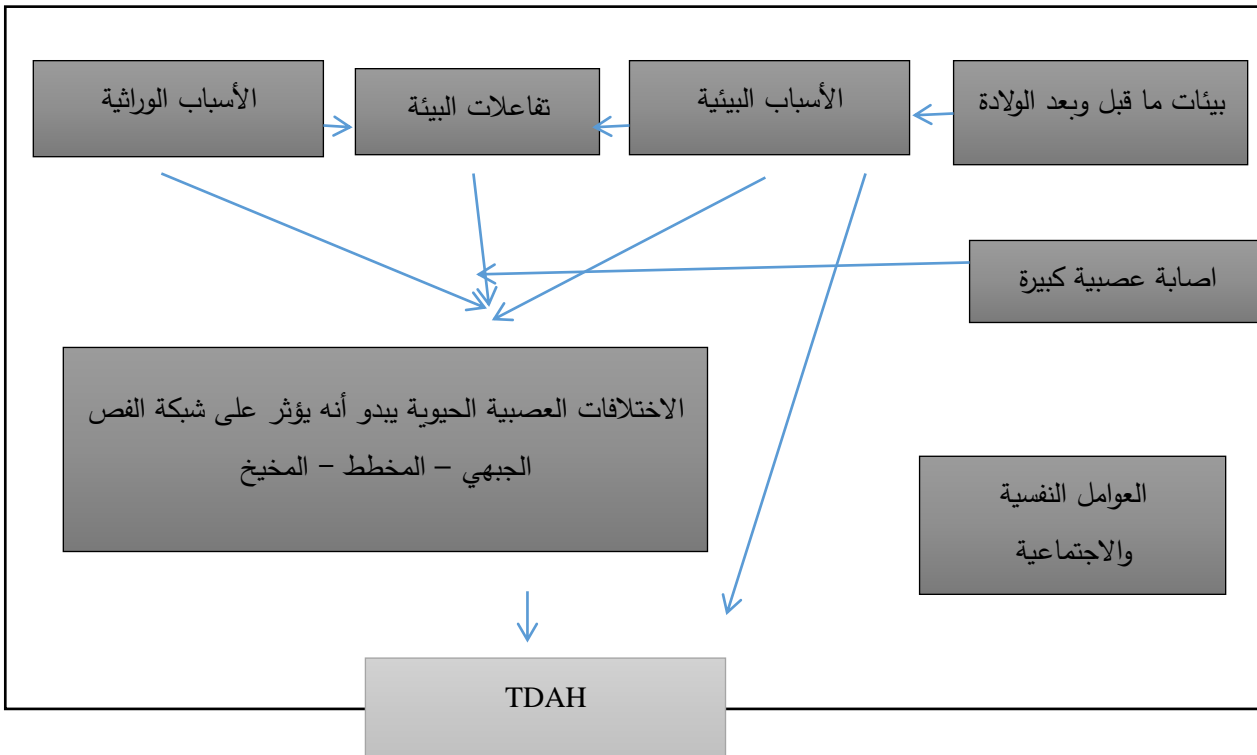 بيئات ما قبل وبعد الولادة
الأسباب البيئية
تفاعلات البيئة
الأسباب الوراثية
اصابة عصبية كبيرة
الاختلافات العصبية الحيوية يبدو أنه يؤثر على شبكة الفص
الجبهي – المخطط – المخيخ
العوامل النفسية
والاجتماعية
TDAH